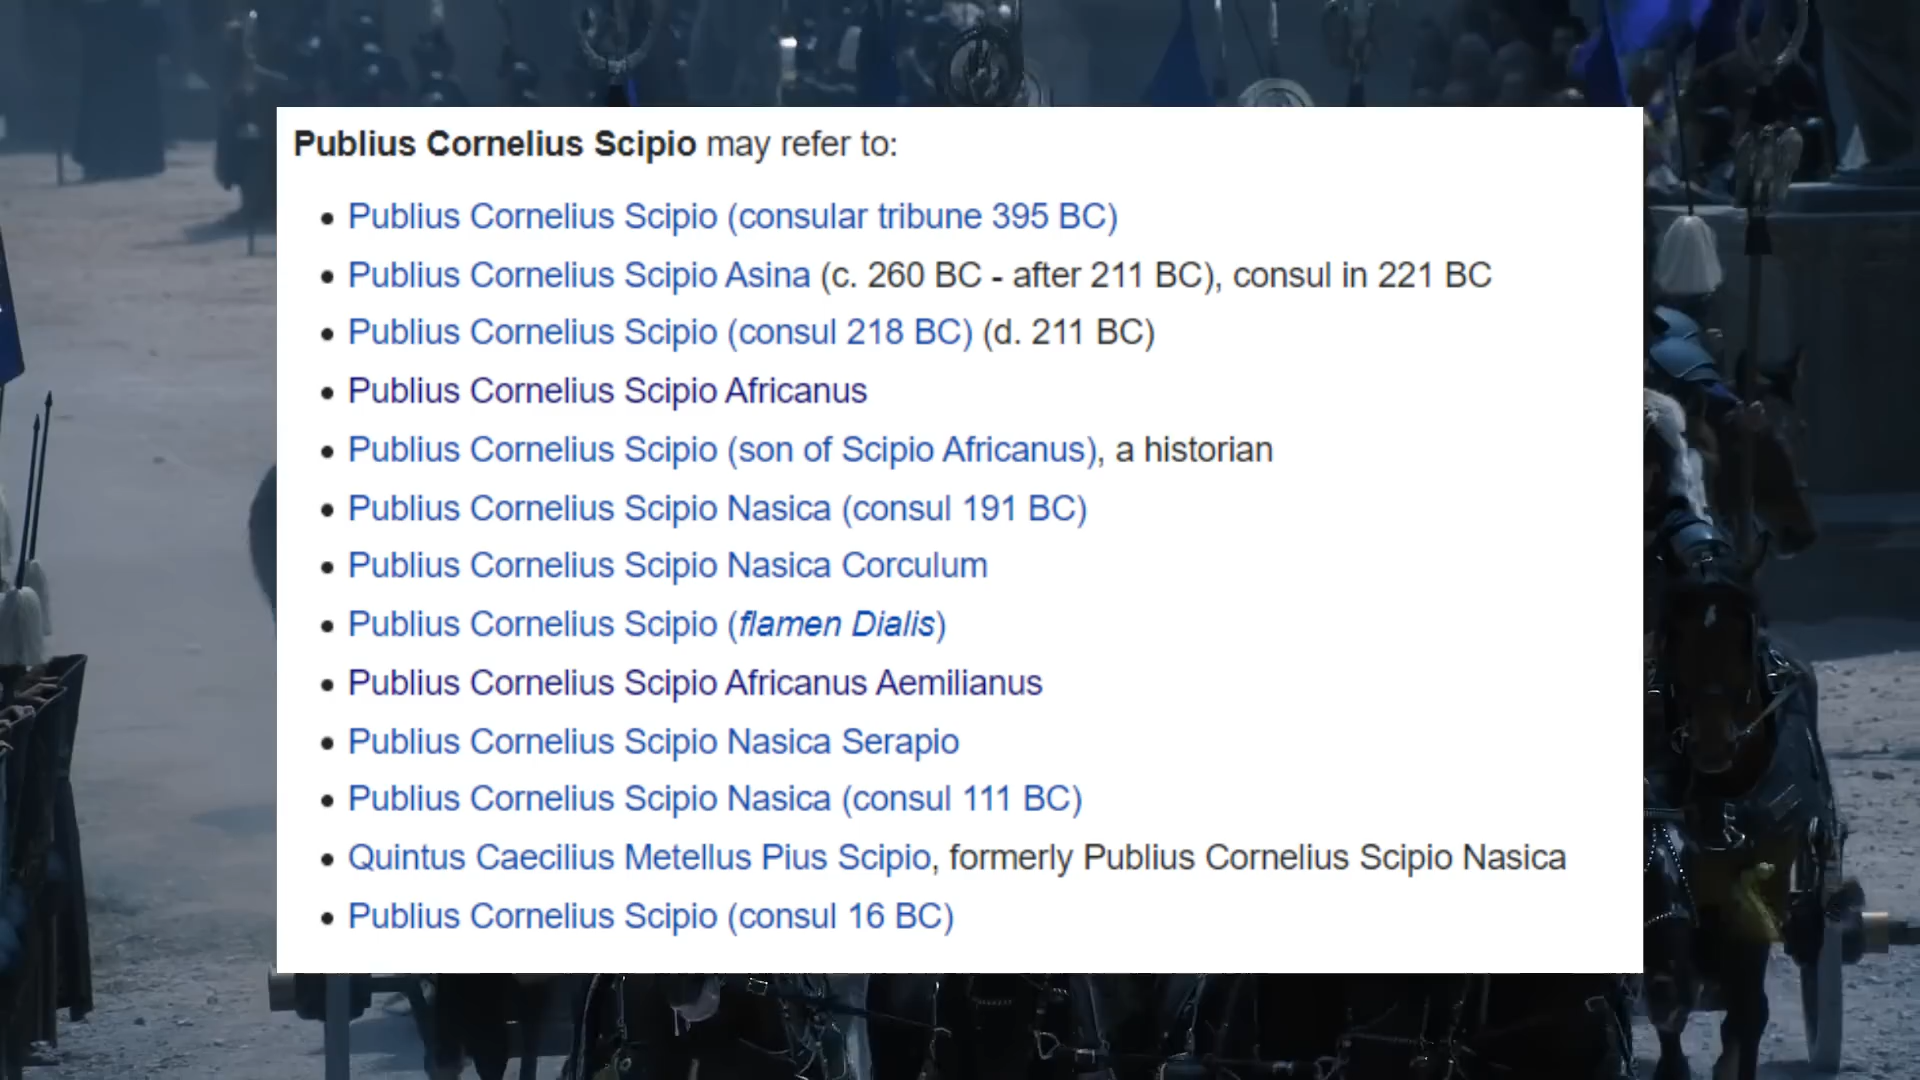 Publius Cornelius Scipio may refer to:
• Publius Cornelius Scipio (consular tribune 395 BC)
• Publius Cornelius Scipio Asina (c. 260 BC - after 211 BC), consul in 221 BC
• Publius Cornelius Scipio (consul 218 BC) (d. 211 BC)
• Publius Cornelius Scipio Africanus
• Publius Cornelius Scipio (son of Scipio Africanus), a historian
• Publius Cornelius Scipio Nasica (consul 191 BC)
• Publius Cornelius Scipio Nasica Corculum
• Publius Cornelius Scipio (flamen Dialis)
• Publius Cornelius Scipio Africanus Aemilianus
• Publius Cornelius Scipio Nasica Serapio
• Publius Cornelius Scipio Nasica (consul 111 BC)
• Quintus Caecilius Metellus Pius Scipio, formerly Publius Cornelius Scipio Nasica
• Publius Cornelius Scipio (consul 16 BC)